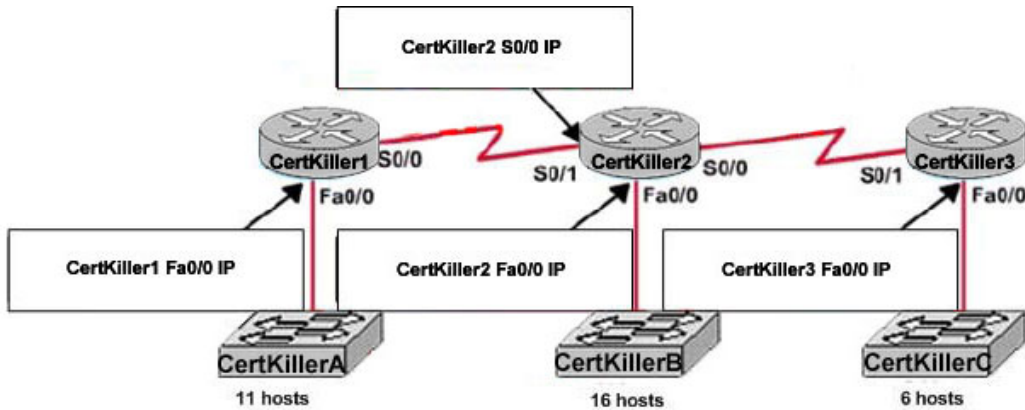 CertKiller2 S0/0 IP
CertKiller1
S0/0
S0/1
CertKiller2
S0/0
S0/1
CertKiller3
Fa0/0
Fa0/0
Fa0/0
CertKiller1 Fa0/0 IP
CertKiller2 Fa0/0 IP
CertKiller3 Fa0/0 IP
CertKillerA
CertKillerB
CertKillerC
11 hosts
16 hosts
6 hosts